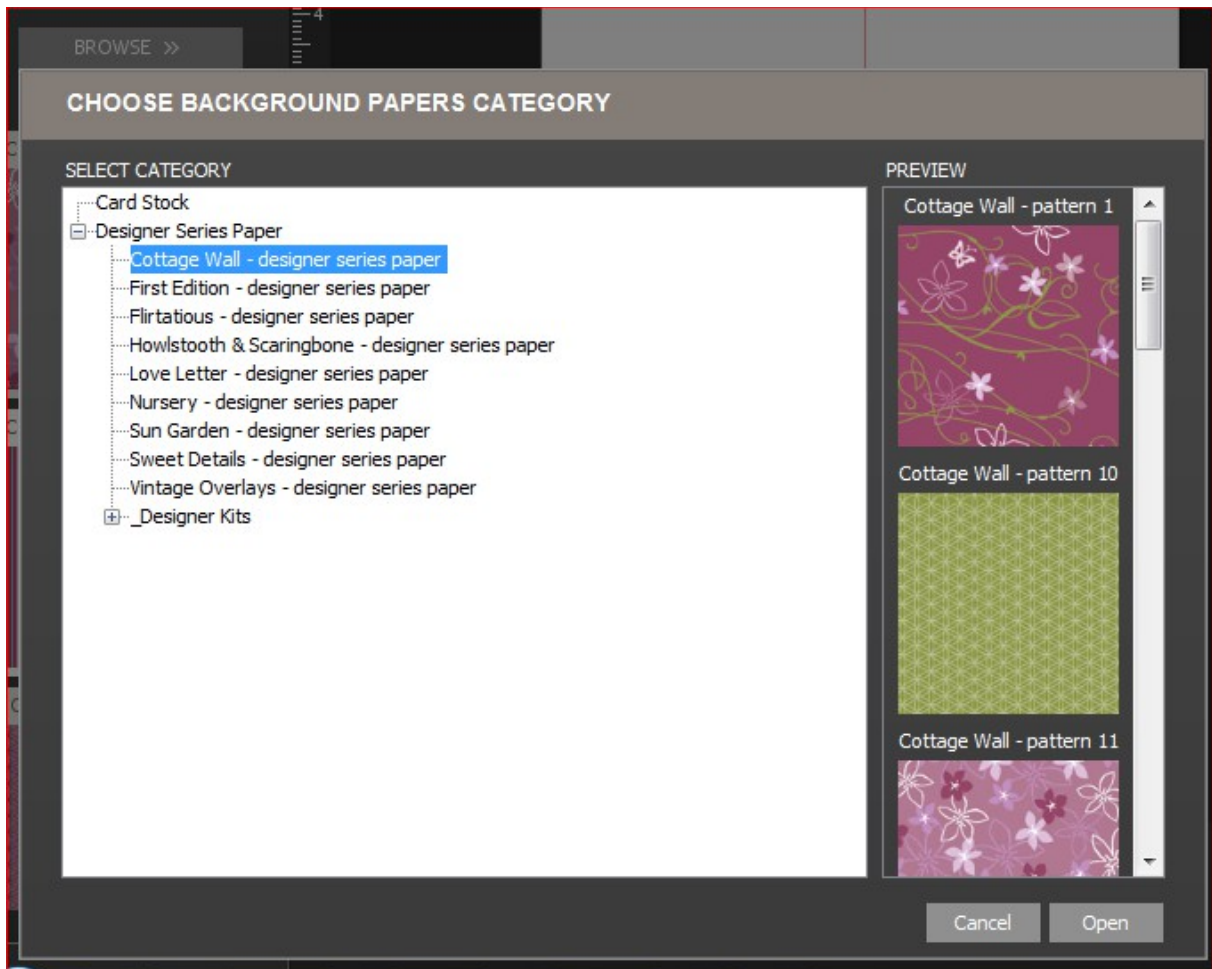 4
BROWSE >>
CHOOSE BACKGROUND PAPERS CATEGORY
SELECT CATEGORY
Card Stock
Designer Series Paper
Cottage Wall - designer series paper
First Edition - designer series paper
Flirtatious - designer series paper
Howlstooth & Scaringbone - designer series paper
Love Letter - designer series paper
Nursery - designer series paper
Sun Garden - designer series paper
Sweet Details - designer series paper
Vintage Overlays - designer series paper
_Designer Kits
PREVIEW
Cottage Wall - pattern 1
Cottage Wall - pattern 10
Cottage Wall - pattern 11
Cancel
Open